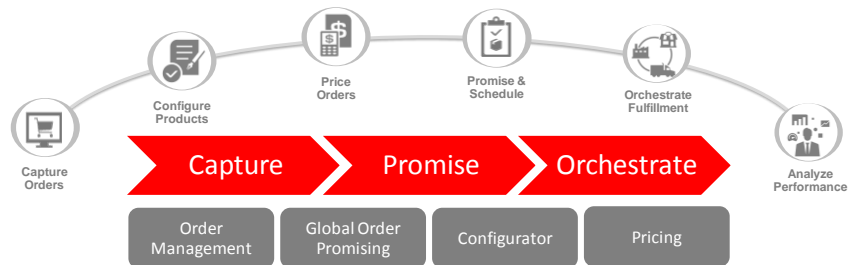 Price
Orders
Promise &
Schedule
Configure
Products
Orchestrate
Fulfillment
Capture
Orders
Analyze
Performance
Capture
Promise
Orchestrate
Order
Management
Global Order
Promising
Configurator
Pricing